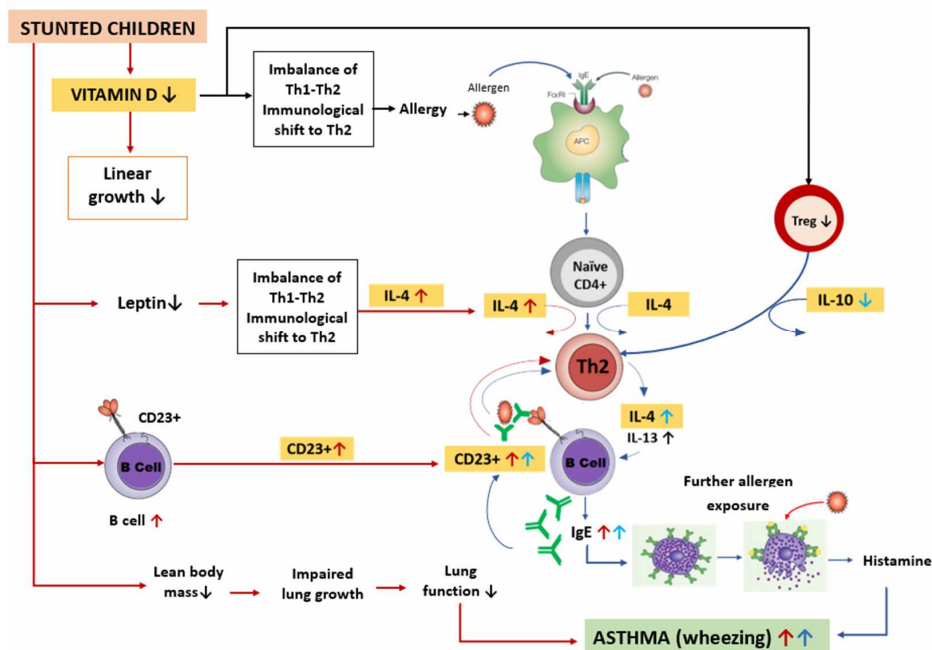 STUNTED CHILDREN
VITAMIN D ↓
Linear
growth ↓
Imbalance of
Th1-Th2
Immunological
shift to Th2
Allergy
Allergen
IgE
FcεRI
Allergen
APC
Treg ↓
Naïve
CD4+
Leptin↓
Imbalance of
Th1-Th2
Immunological
shift to Th2
IL-4 ↑
IL-4 ↑
IL-4
IL-10 ↓
Th2
IL-4 ↑
IL-13 ↑
CD23+
B Cell
B cell ↑
CD23+↑
CD23+ ↑↑
B Cell
IgE ↑↑
Further allergen
exposure
Histamine
Lean body
mass↓
Impaired
lung growth
Lung
function ↓
ASTHMA (wheezing) ↑↑